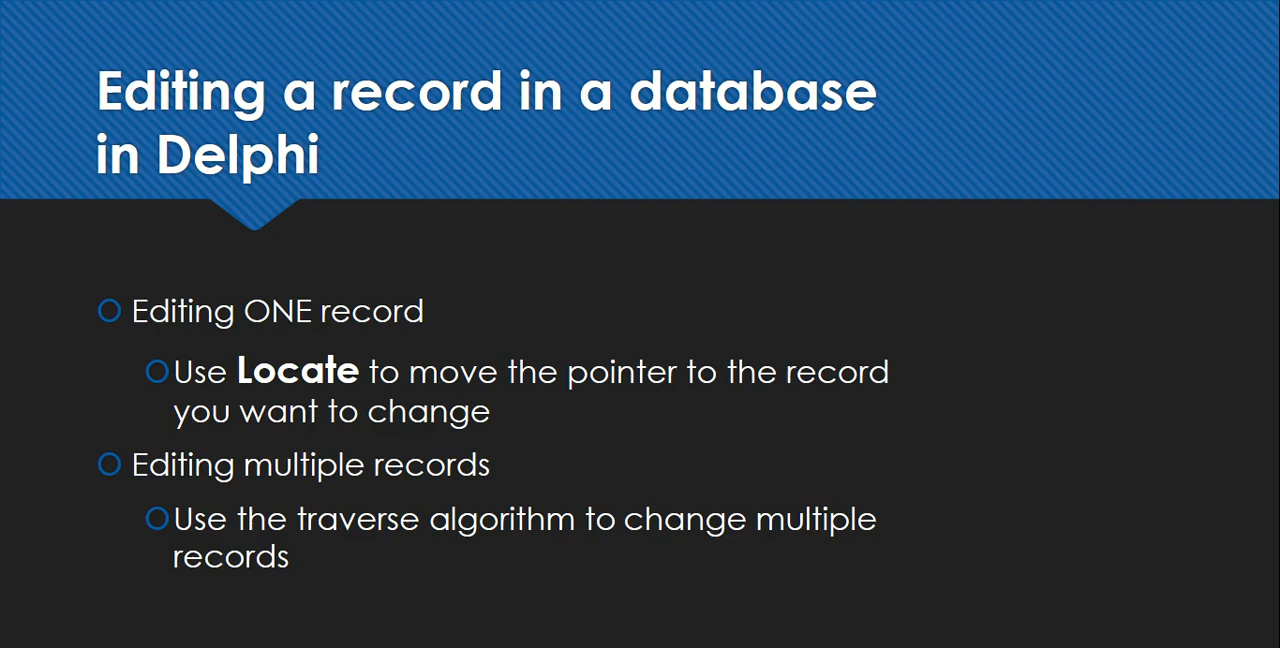 Editing a record in a database
in Delphi
Editing ONE record
Use Locate to move the pointer to the record
you want to change
Editing multiple records
Use the traverse algorithm to change multiple
records